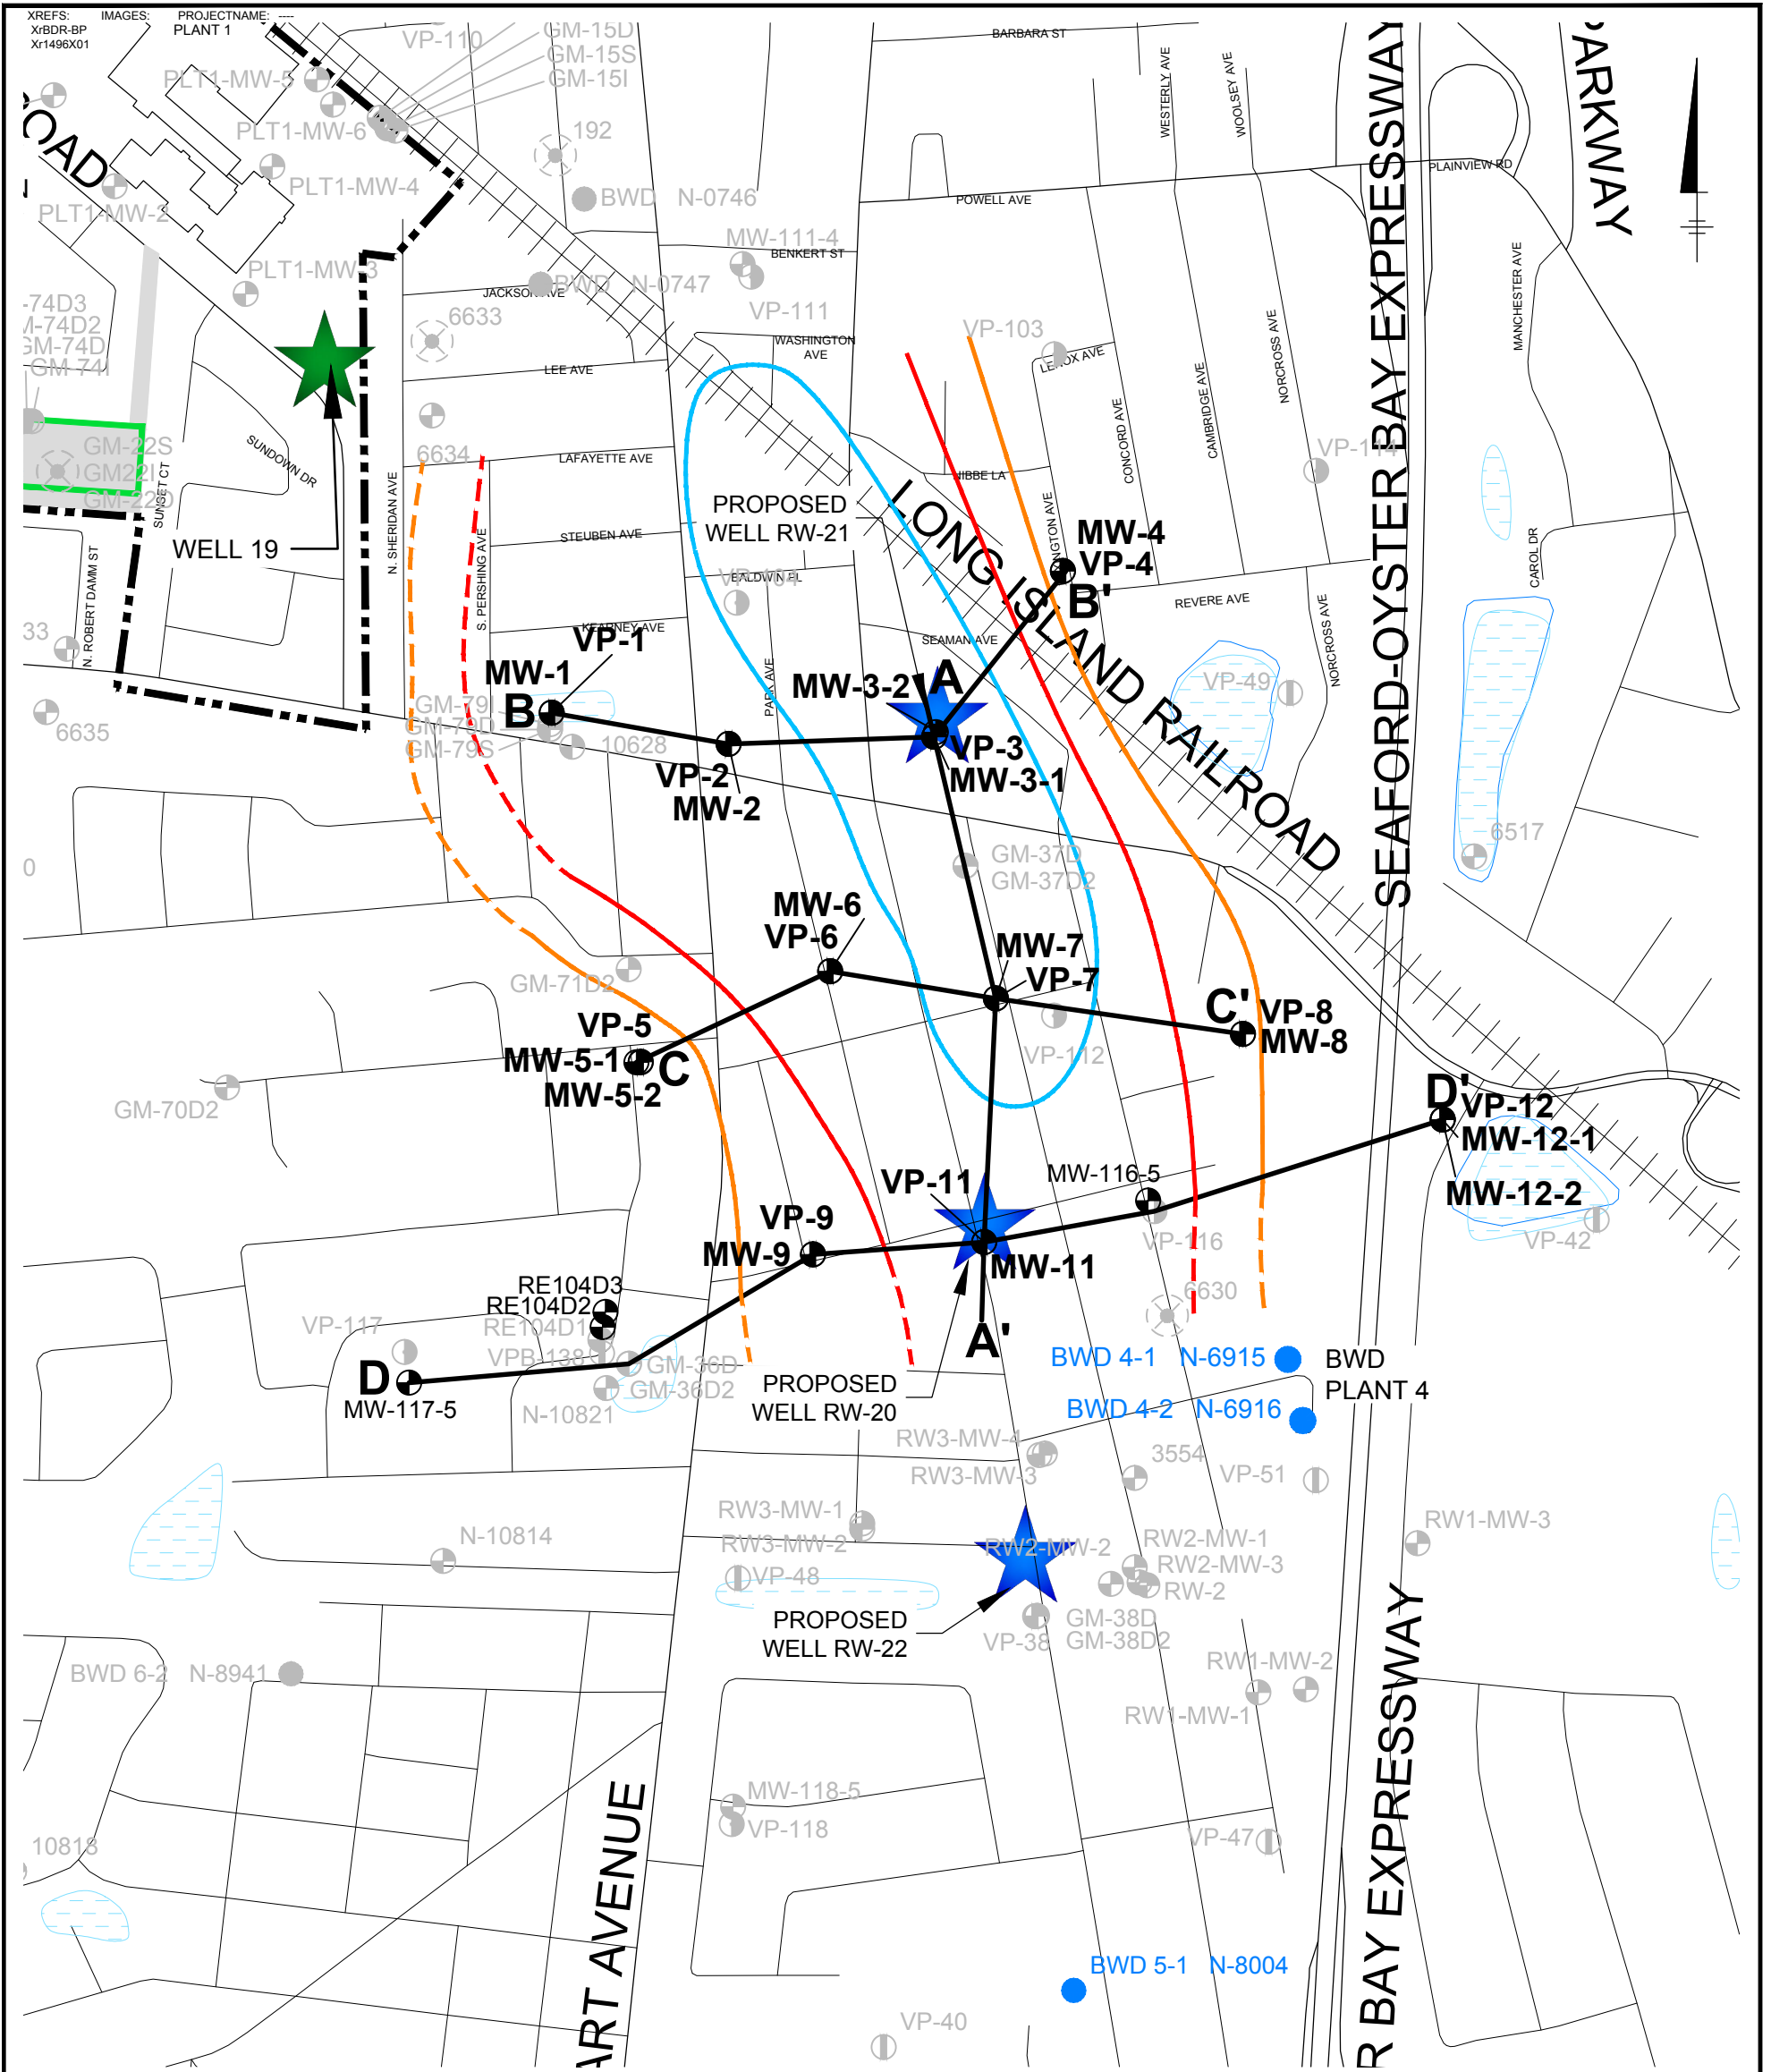 XREFS: IMAGES: PROJECTNAME: ----
XrBDR-BP PLANT 1
Xr1496X01
VP-110
GM-15D
GM-15S
GM-15I
BARBARA ST
PARKWAY
WESTERLY AVE
WOOLSEY AVE
SEAFORD-OYSTER BAY EXPRESSWAY
PLT1-MW-5
PLT1-MW-6
192
OAD
PLT1-MW-4
PLT1-MW-2
BWD N-0746
POWELL AVE
PLAINVIEW RD
MW-111-4
BENKERT ST
PLT1-MW-3
BWD N-0747
JACKSON AVE
VP-111
MANCHESTER AVE
-74D3
M-74D2
GM-74D
GM-74I
6633
WASHINGTON
AVE
VP-103
LENOX AVE
NORCROSS AVE
CAMBRIDGE AVE
CONCORD AVE
LEE AVE
6634
LAFAYETTE AVE
SUNDOWN DR
GM-22S
GM22I
GM-22D
SUNSET CT
VP-114
NIBBE LA
PROPOSED
WELL RW-21
LONG ISLAND RAILROAD
WELL 19
N. SHERIDAN AVE
S. PERSHING AVE
STEUBEN AVE
NGTON AVE
MW-4
VP-4
B'
CAROL DR
N. ROBERT DAMM ST
BALDWIN PL
VP-104
REVERE AVE
NORCROSS AVE
33
KEARNEY AVE
SEAMAN AVE
VP-1
MW-1
B
PARK AVE
MW-3-2
A
VP-49
6635
GM-79I
GM-79D
GM-79S
10628
VP-2
MW-2
VP-3
MW-3-1
0
6517
GM-37D
GM-37D2
MW-6
VP-6
MW-7
VP-7
GM-71D2
VP-5
MW-5-1
C
MW-5-2
C'
VP-8
MW-8
VP-112
GM-70D2
D'
VP-12
MW-12-1
MW-12-2
VP-11
MW-116-5
VP-9
MW-9
MW-11
VP-116
VP-42
RE104D3
RE104D2
RE104D1
VP-117
VPB-138
GM-36D
GM-36D2
D
MW-117-5
N-10821
6630
A'
PROPOSED
WELL RW-20
BWD 4-1 N-6915
BWD
PLANT 4
BWD 4-2 N-6916
RW3-MW-4
RW3-MW-3
3554
VP-51
RW3-MW-1
RW3-MW-2
RW2-MW-2
RW2-MW-1
RW2-MW-3
RW-2
RW1-MW-3
N-10814
VP-48
PROPOSED
WELL RW-22
VP-38
GM-38D
GM-38D2
BWD 6-2 N-8941
RW1-MW-2
RW1-MW-1
R BAY EXPRESSWAY
MW-118-5
VP-118
ART AVENUE
VP-47
10818
BWD 5-1 N-8004
VP-40